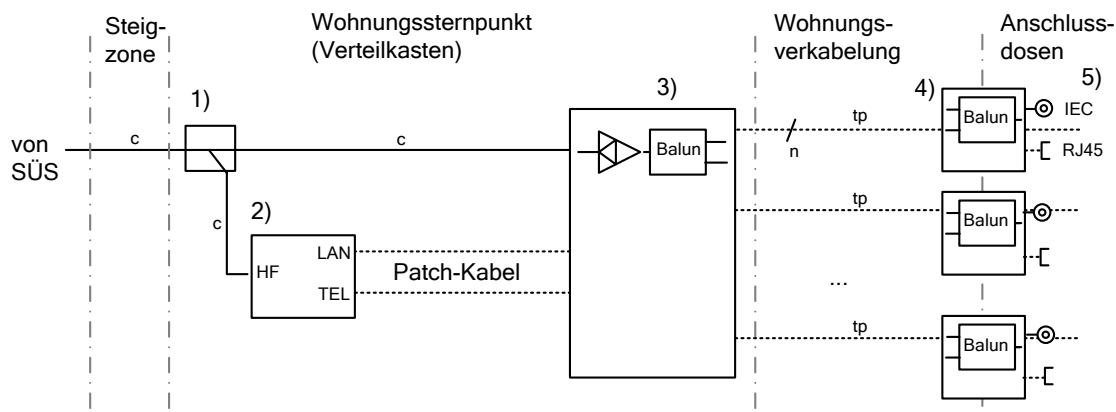 Steig-
zone
Wohnungssternpunkt
(Verteilkasten)
Wohnungs-
verkabelung
Anschluss-
dosen
1)
3)
4)
5)
von
SÜS
c
c
tp
n
Balun
Balun
IEC
RJ45
c
2)
HF
LAN
TEL
Patch-Kabel
tp
Balun
...
tp
Balun